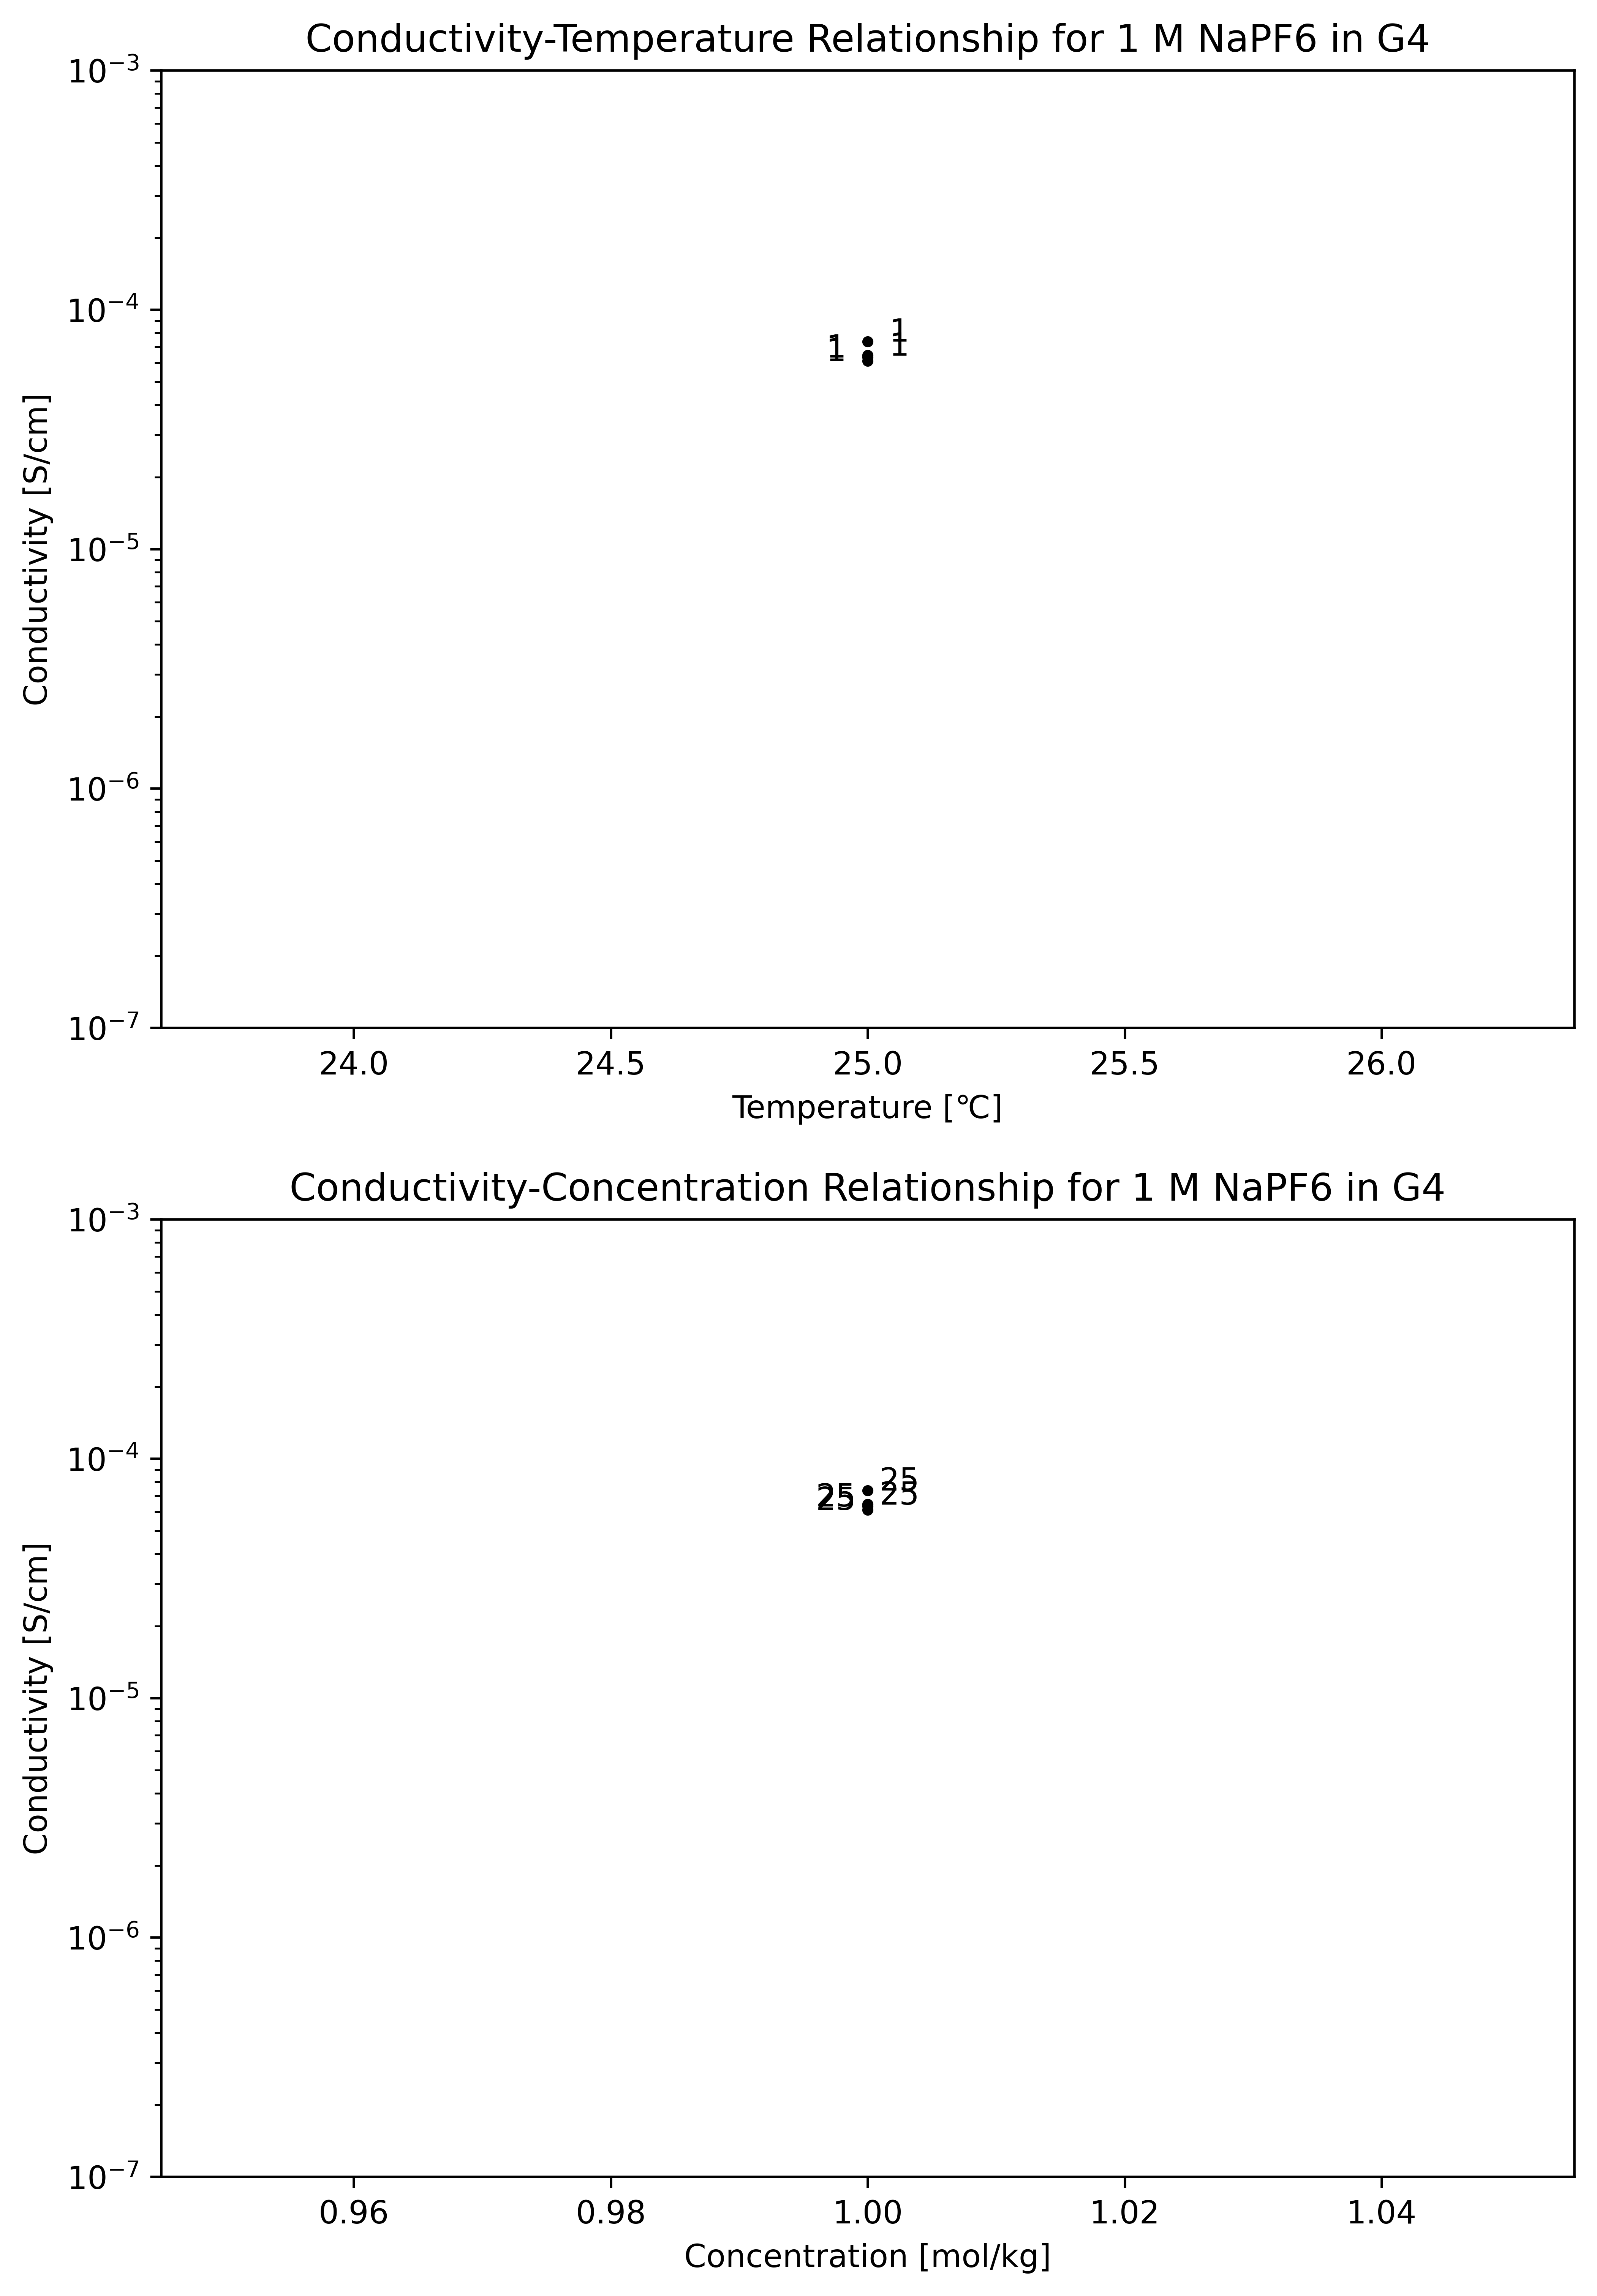 Conductivity-Temperature Relationship for 1 M NaPF6 in G4
10⁻³
10⁻⁴
10⁻⁵
10⁻⁶
10⁻⁷
Conductivity [S/cm]
1
1
1
24.0 24.5 25.0 25.5 26.0
Temperature [℃]
Conductivity-Concentration Relationship for 1 M NaPF6 in G4
10⁻³
10⁻⁴
10⁻⁵
10⁻⁶
10⁻⁷
Conductivity [S/cm]
25
25
25
0.96 0.98 1.00 1.02 1.04
Concentration [mol/kg]